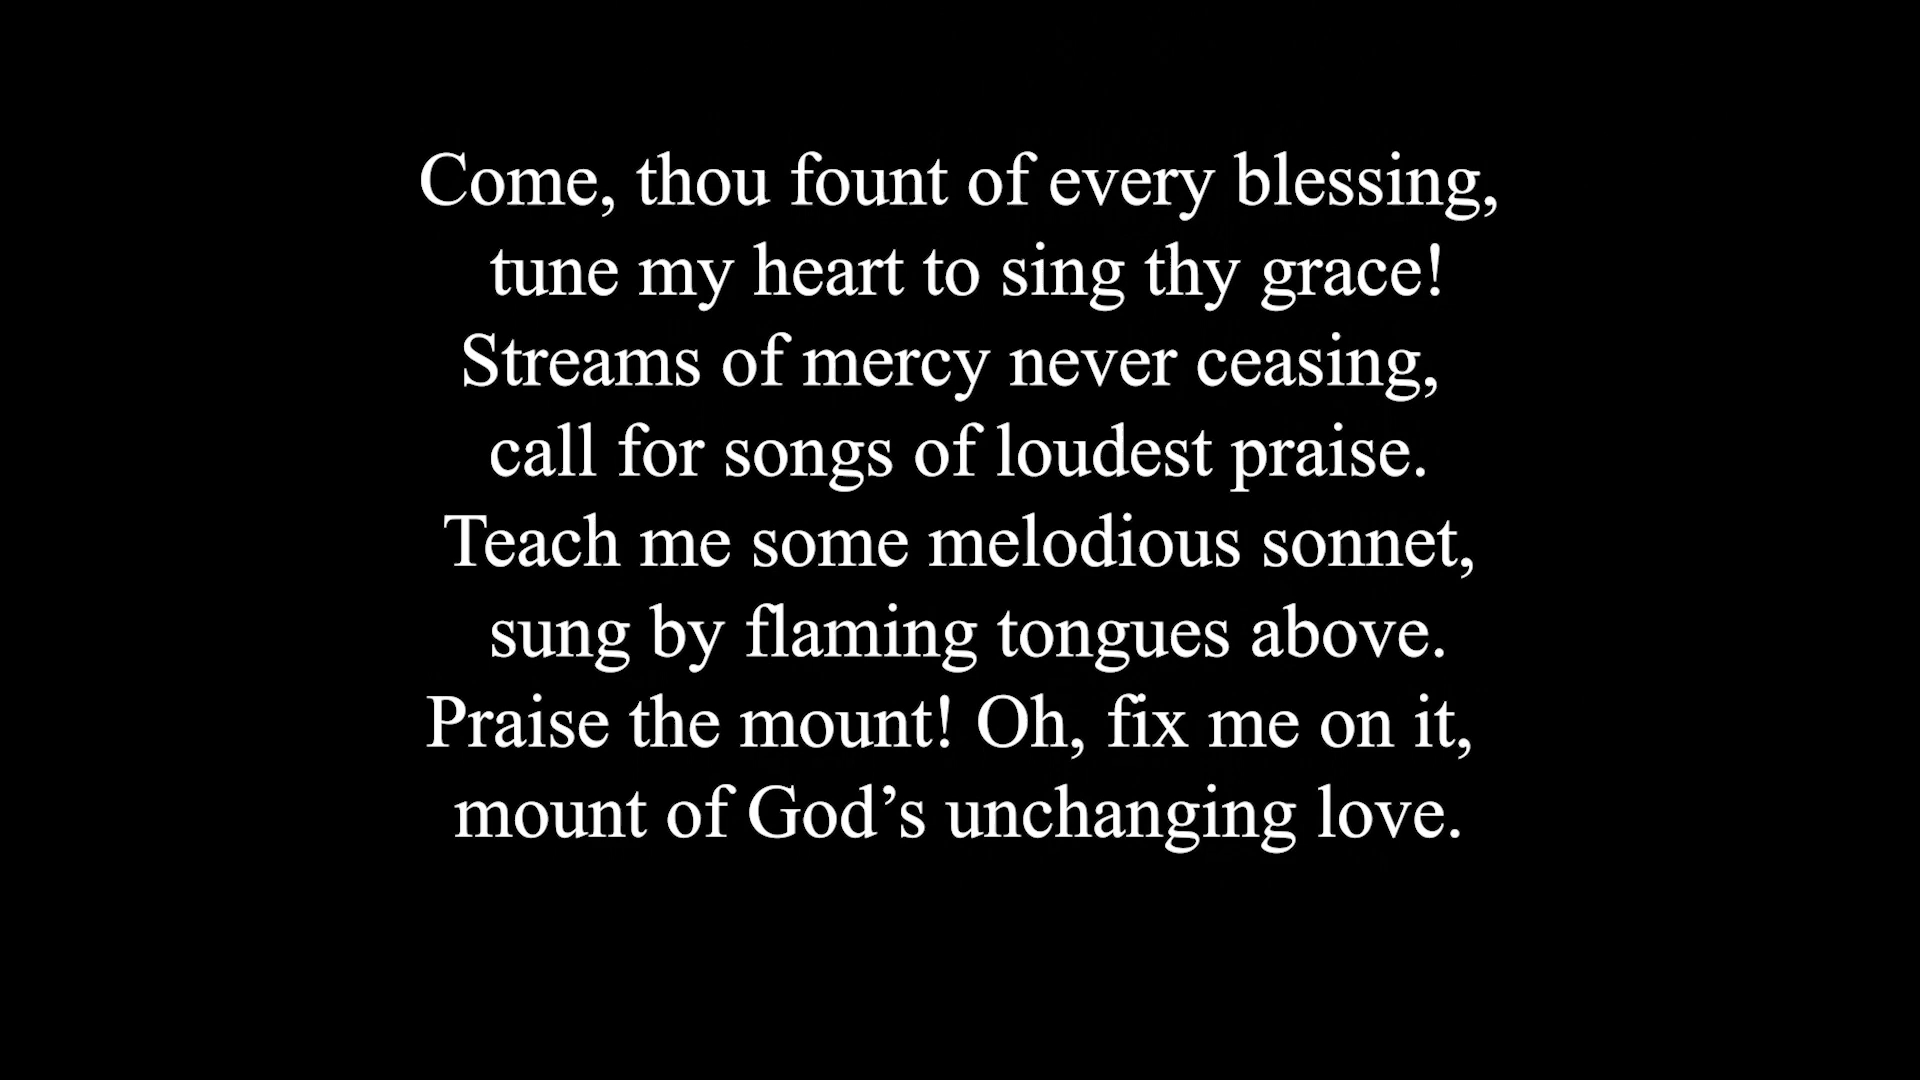 Come, thou fount of every blessing,
tune my heart to sing thy grace!
Streams of mercy never ceasing,
call for songs of loudest praise.
Teach me some melodious sonnet,
sung by flaming tongues above.
Praise the mount! Oh, fix me on it,
mount of God’s unchanging love.